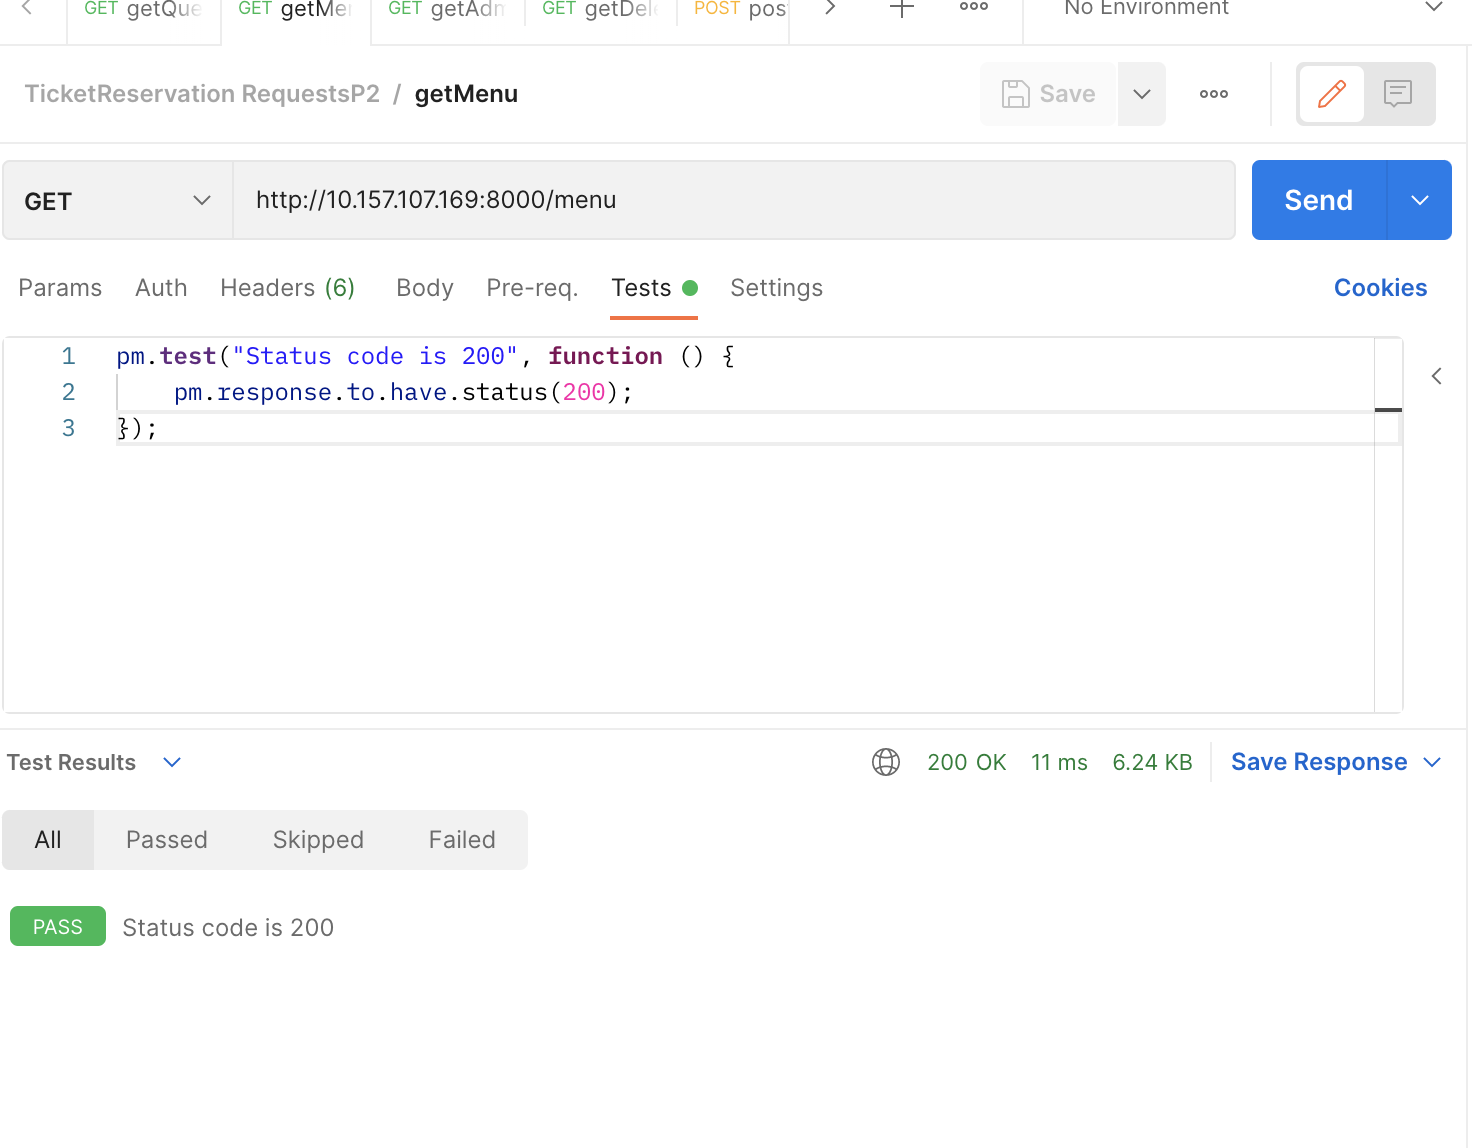 GET getQue GET getMe GET getAdm GET getDel POST pos No Environment
TicketReservation RequestsP2 / getMenu Save
GET http://10.157.107.169:8000/menu Send
Params Auth Headers (6) Body Pre-req. Tests Settings Cookies
1 pm.test("Status code is 200", function () {
2 pm.response.to.have.status(200);
3 });
Test Results 200 OK 11 ms 6.24 KB Save Response
All Passed Skipped Failed
PASS Status code is 200